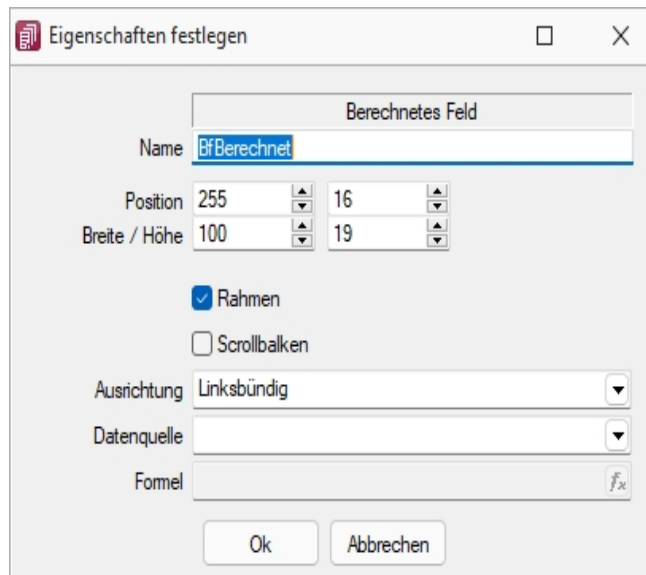 Eigenschaften festlegen
Berechnetes Feld
Name BfBerechnet
Position 255 16
Breite / Höhe 100 19
Rahmen
Scrollbalken
Ausrichtung Linksbündig
Datenquelle
Formel fx
Ok Abbrechen